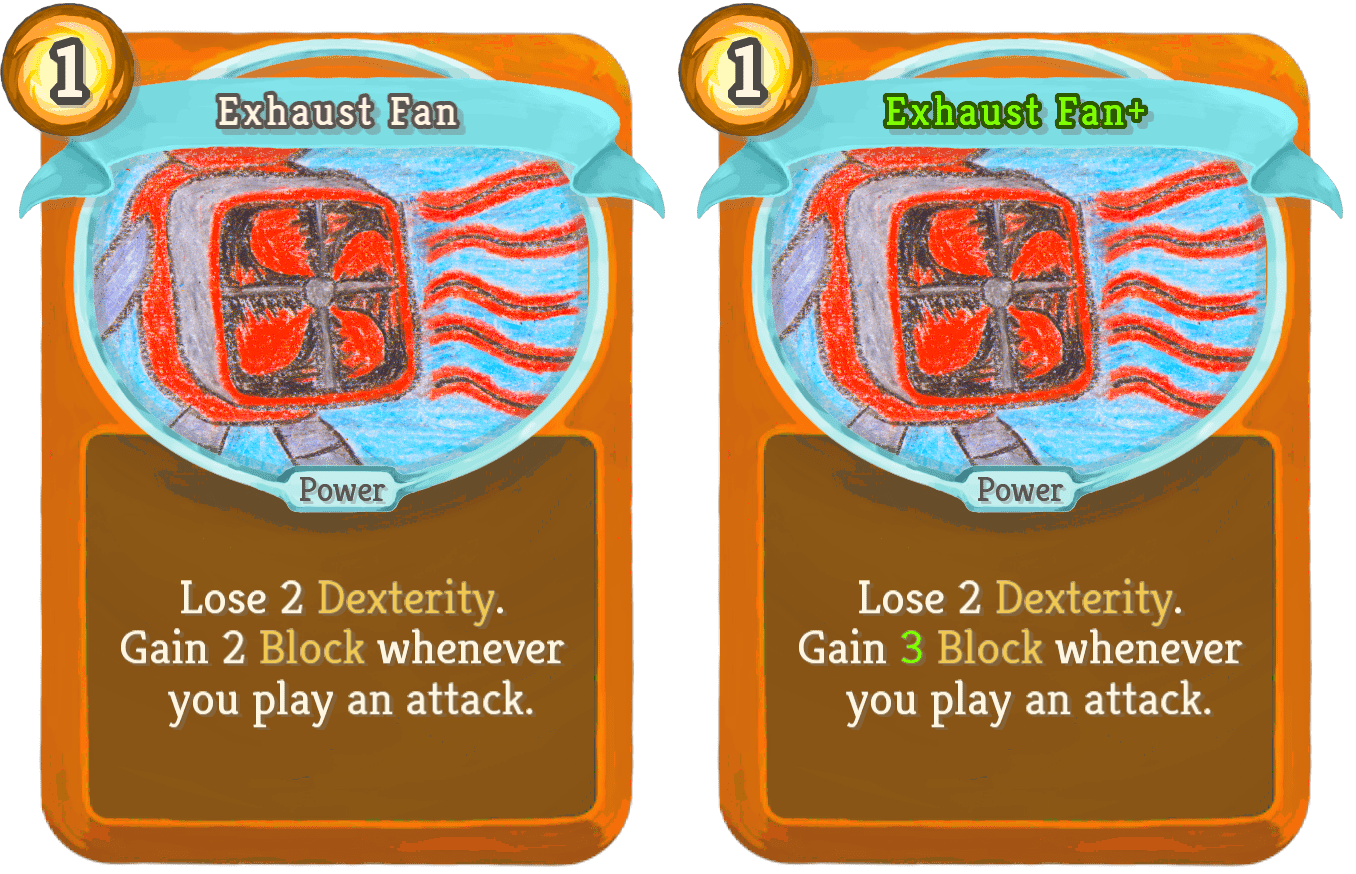 1
Exhaust Fan
Power
Lose 2 Dexterity.
Gain 2 Block whenever
you play an attack.
1
Exhaust Fan+
Power
Lose 2 Dexterity.
Gain 3 Block whenever
you play an attack.